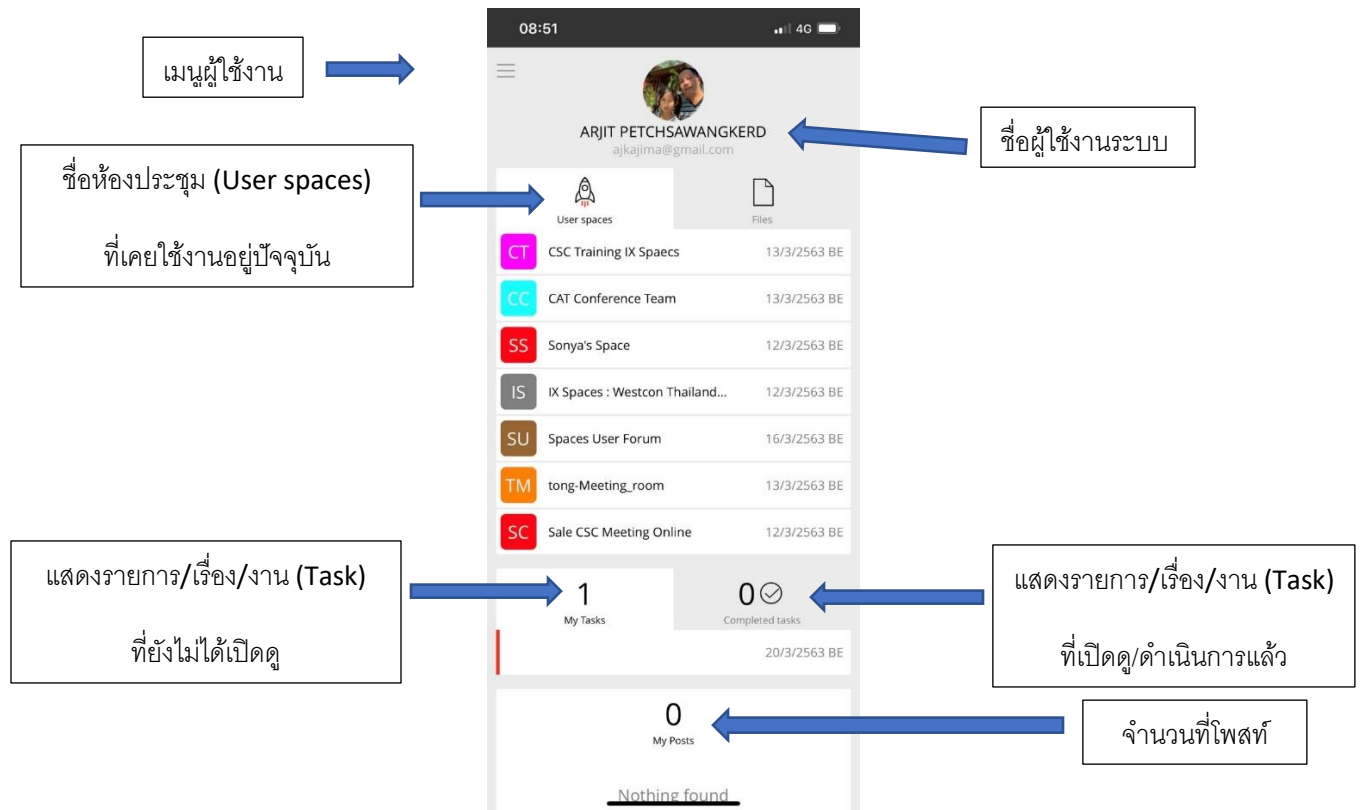 08:51 4G
เมนูผู้ใช้งาน
ARJIT PETCHSAWANGKERD
ajkajima@gmail.com
ชื่อผู้ใช้งานระบบ
ชื่อห้องประชุม (User spaces)
ที่เคยใช้งานอยู่ปัจจุบัน
User spaces
Files
CT CSC Training IX Spaecs 13/3/2563 BE
CC CAT Conference Team 13/3/2563 BE
SS Sonya's Space 12/3/2563 BE
IS IX Spaces : Westcon Thailand... 12/3/2563 BE
SU Spaces User Forum 16/3/2563 BE
TM tong-Meeting_room 13/3/2563 BE
SC Sale CSC Meeting Online 12/3/2563 BE
แสดงรายการ/เรื่อง/งาน (Task)
ที่ยังไม่ได้เปิดดู
1
My Tasks
0
Completed tasks
20/3/2563 BE
แสดงรายการ/เรื่อง/งาน (Task)
ที่เปิดดู/ดำเนินการแล้ว
0
My Posts
จำนวนที่โพสท์
Nothing found